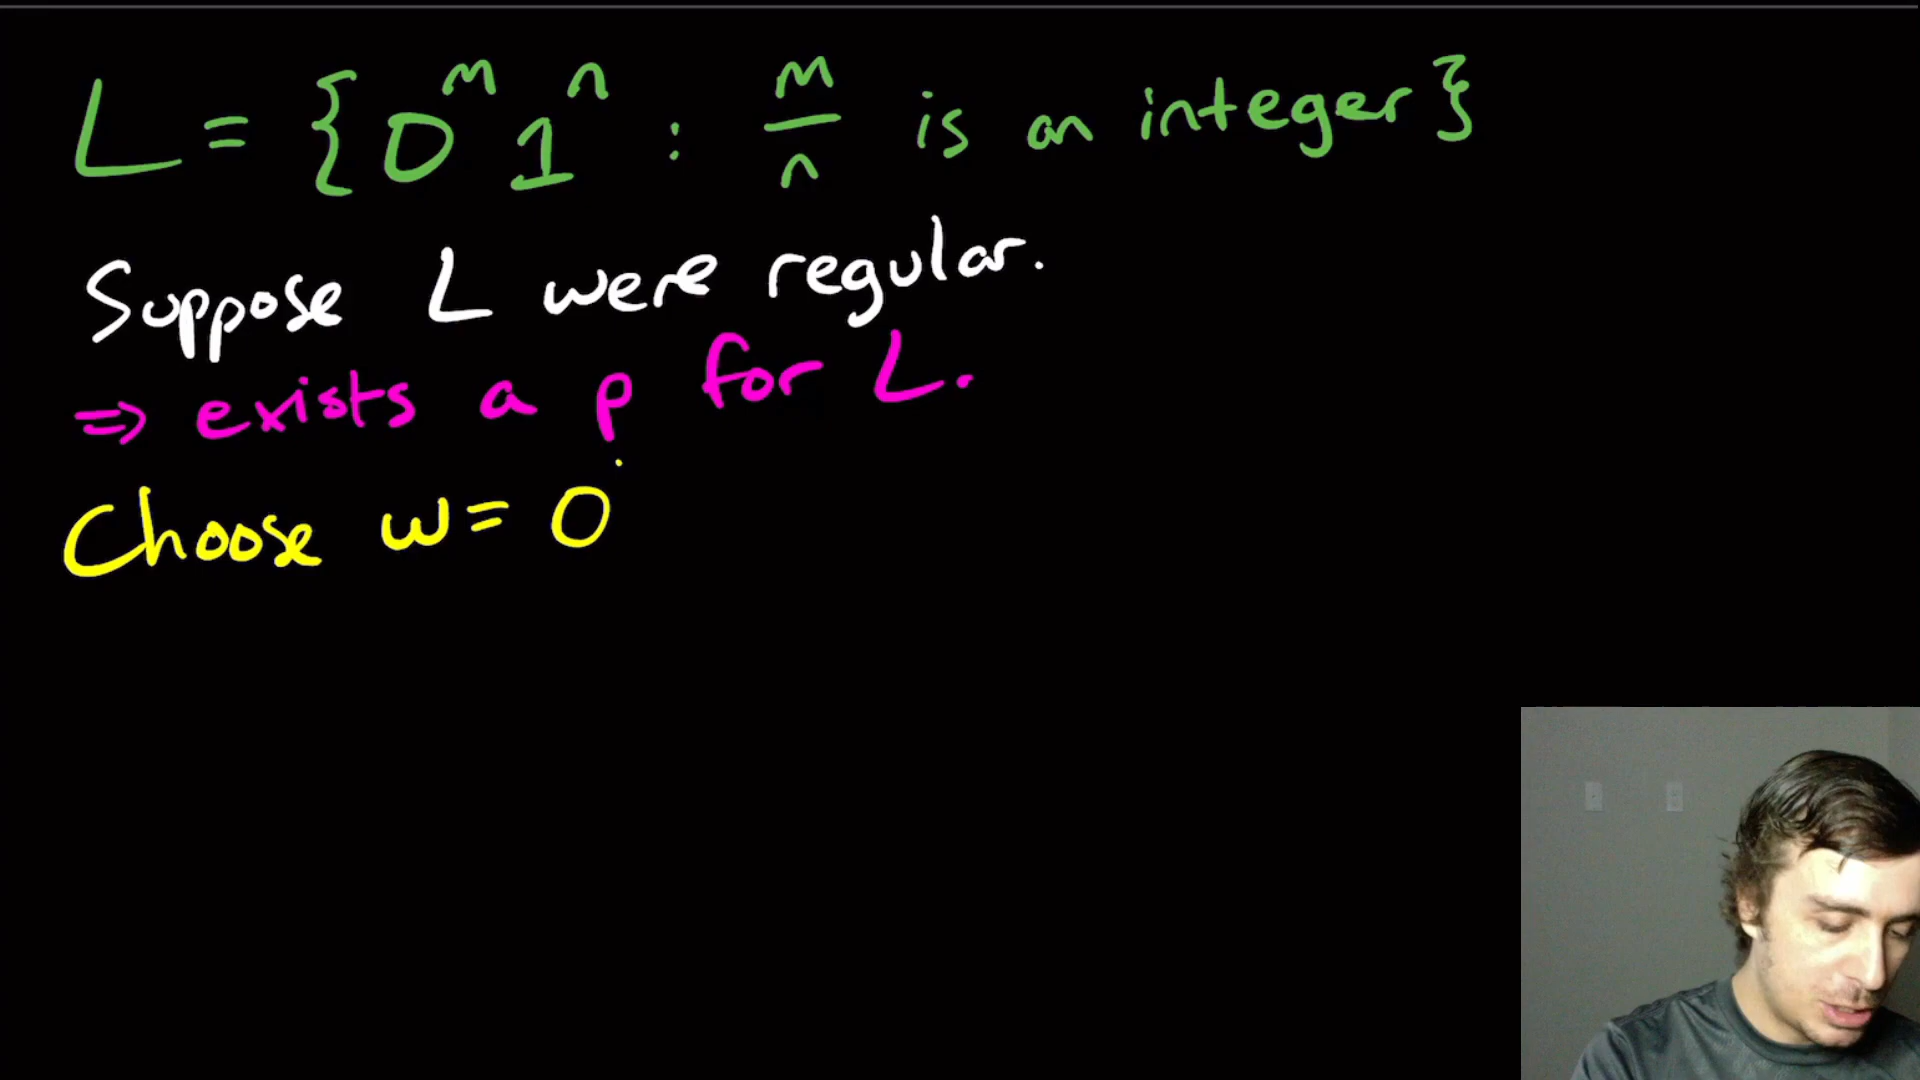 L = {0^m 1^n : m/n is an integer}
Suppose L were regular.
⇒ exists a p for L.
Choose w = 0